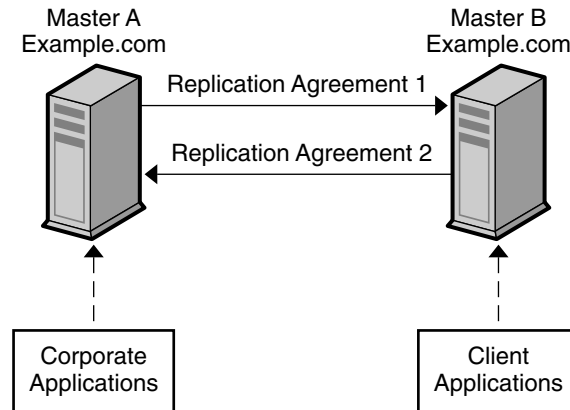 Master A
Example.com
Master B
Example.com
Replication Agreement 1
Replication Agreement 2
Corporate
Applications
Client
Applications